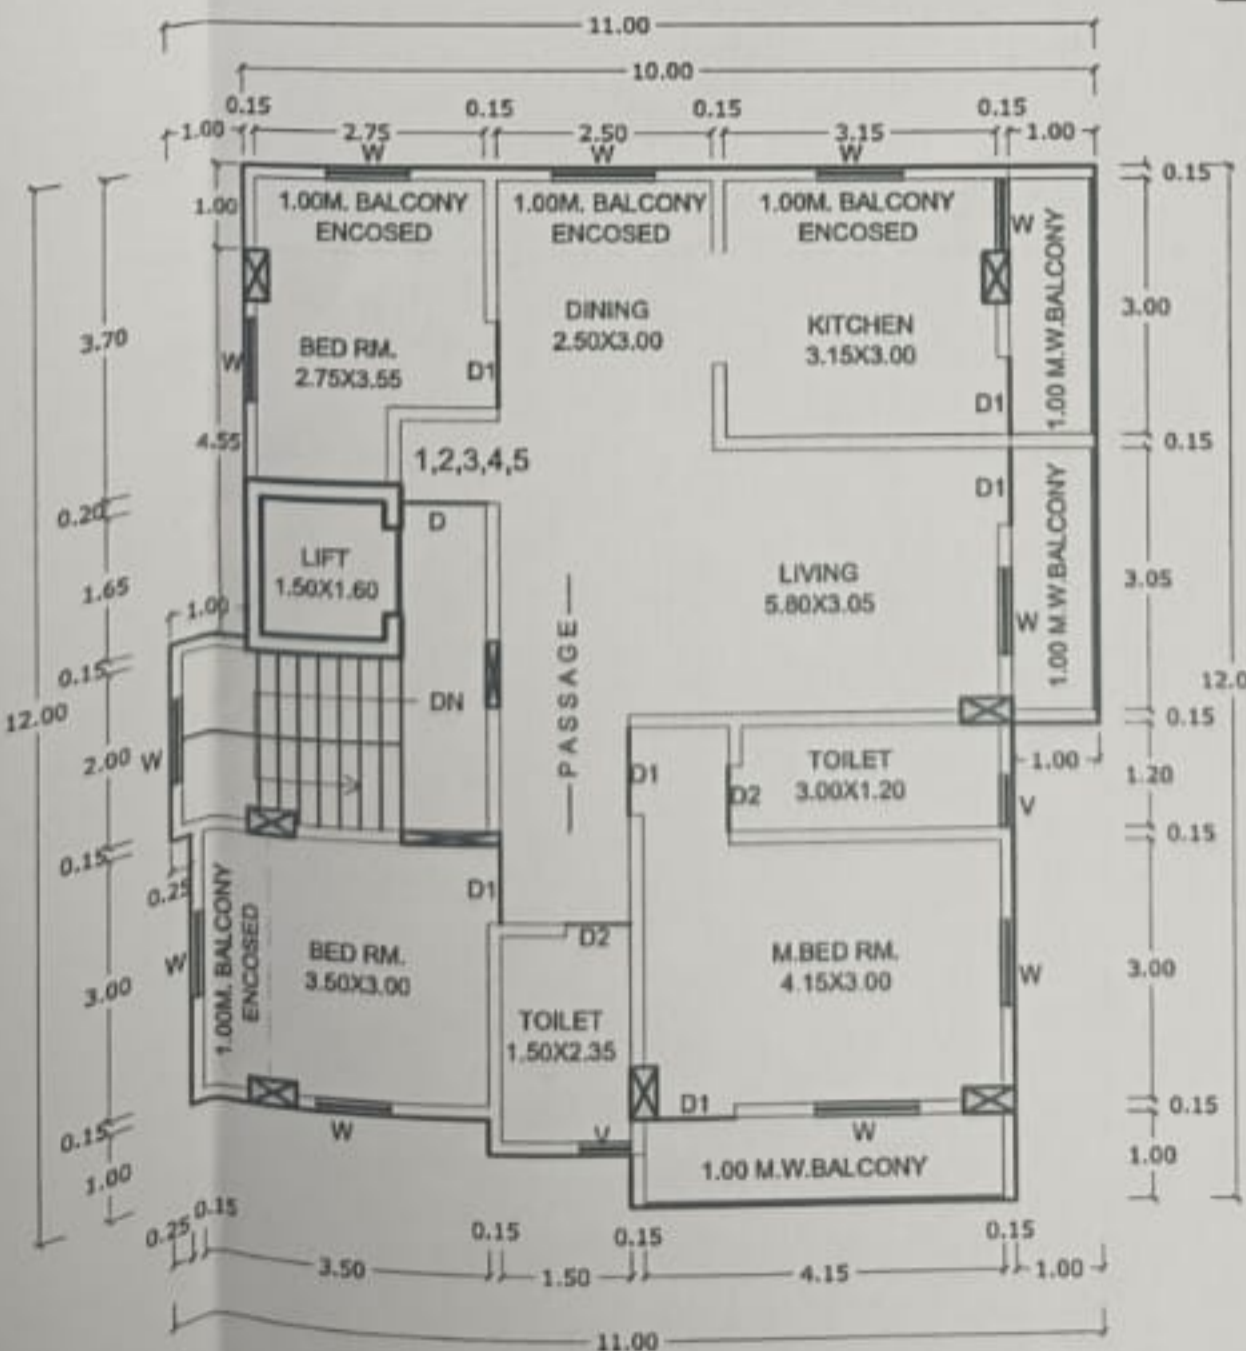 11.00
10.00
0.15
0.15
0.15
0.15
1.00
2.75
2.50
3.15
1.00
W
W
W
0.15
1.00
1.00M. BALCONY
ENCOSED
1.00M. BALCONY
ENCOSED
1.00M. BALCONY
ENCOSED
W
1.00 M.W.BALCONY
3.00
3.70
DINING
2.50X3.00
KITCHEN
3.15X3.00
BED RM.
2.75X3.55
W
D1
D1
4.55
1,2,3,4,5
0.15
D1
0.20
D
LIFT
1.50X1.60
LIVING
5.80X3.05
1.00 M.W.BALCONY
3.05
1.65
1.00
W
PASSAGE
0.15
12.00
DN
12.0
0.15
2.00
W
D1
D2
TOILET
3.00X1.20
1.00
1.20
V
0.15
0.15
0.25
D1
1.00M. BALCONY
ENCOSED
W
BED RM.
3.50X3.00
D2
M.BED RM.
4.15X3.00
W
3.00
3.00
TOILET
1.50X2.35
D1
0.15
0.15
W
V
W
1.00
1.00 M.W.BALCONY
1.00
0.25
0.15
0.15
0.15
0.15
3.50
1.50
4.15
1.00
11.00